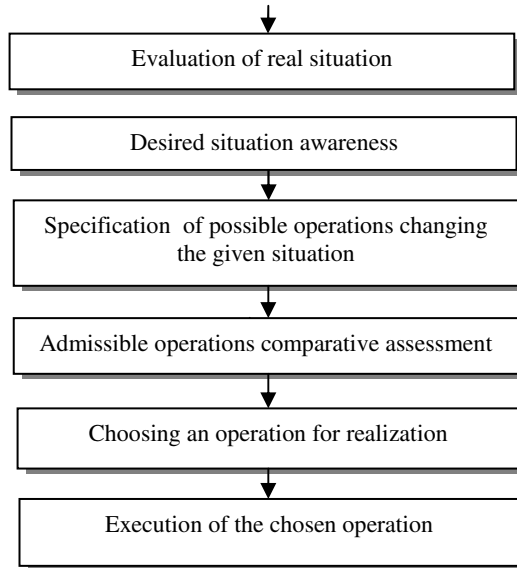 Evaluation of real situation
Desired situation awareness
Specification of possible operations changing
the given situation
Admissible operations comparative assessment
Choosing an operation for realization
Execution of the chosen operation